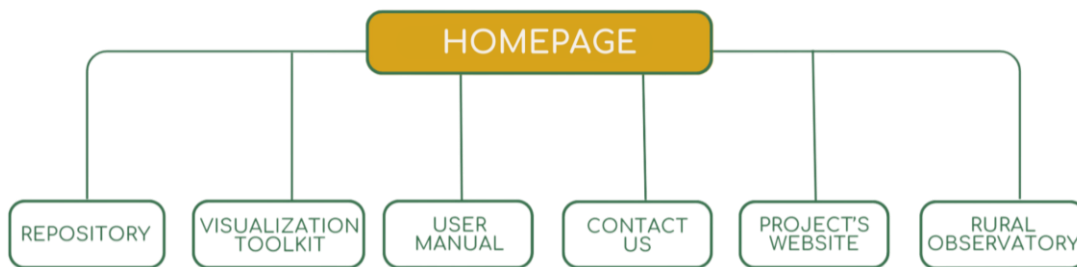 HOMEPAGE
REPOSITORY
VISUALIZATION
TOOLKIT
USER
MANUAL
CONTACT
US
PROJECT'S
WEBSITE
RURAL
OBSERVATORY